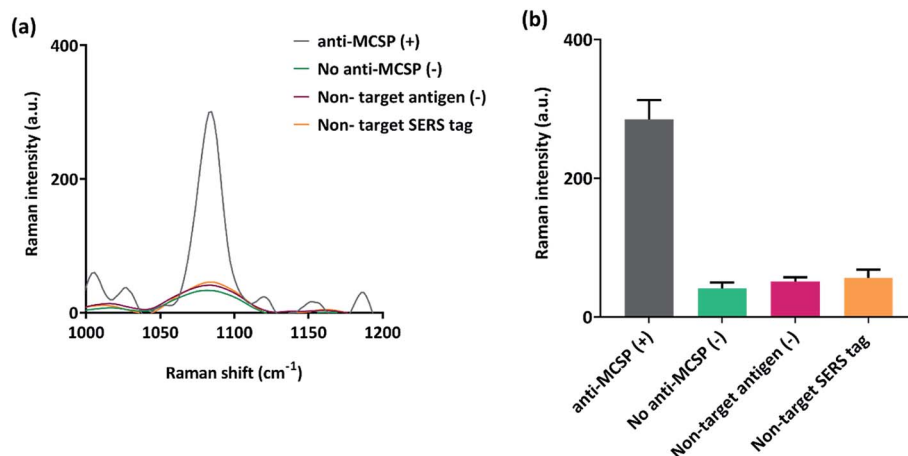 (a)
400
200
0
Raman intensity (a.u.)
1000
1050
1100
1150
1200
Raman shift (cm⁻¹)
anti-MCSP (+)
No anti-MCSP (-)
Non- target antigen (-)
Non- target SERS tag
(b)
400
200
0
Raman intensity (a.u.)
anti-MCSP (+)
No anti-MCSP (-)
Non-target antigen (-)
Non-target SERS tag